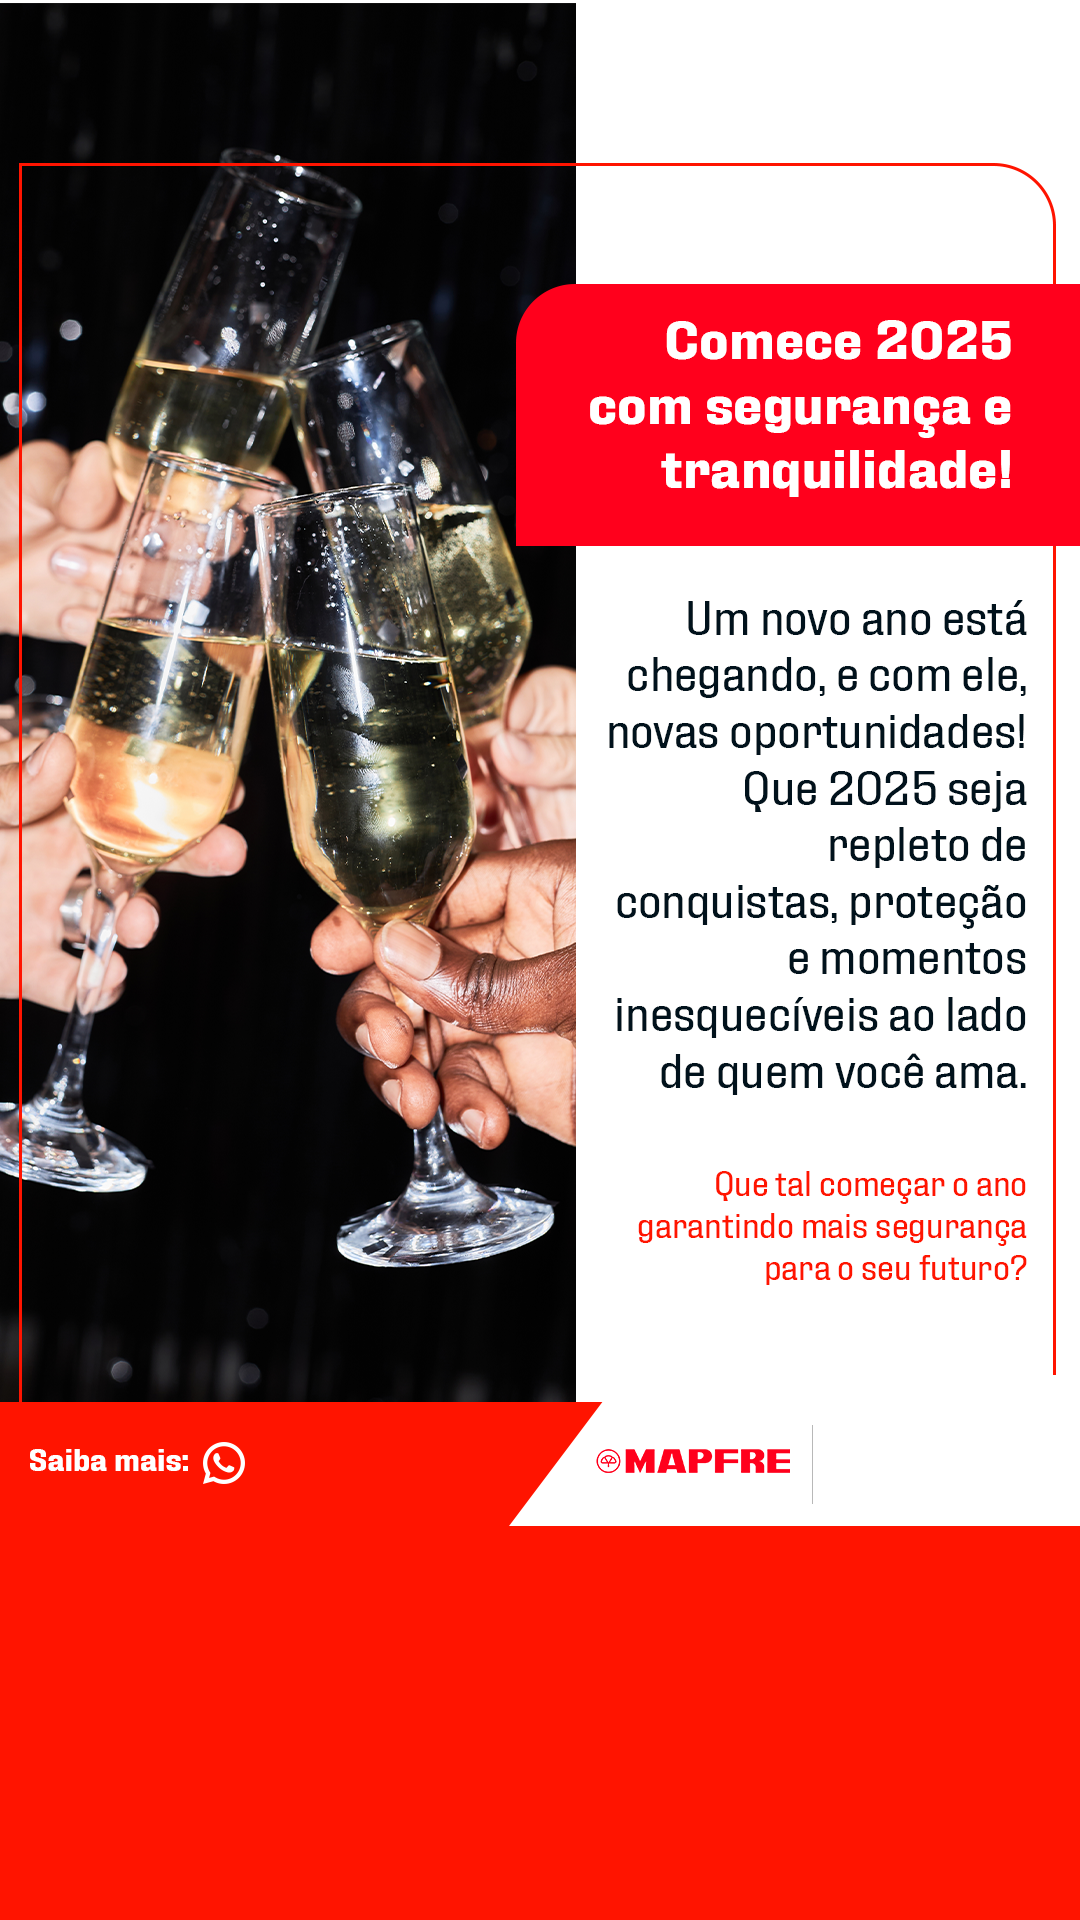 Comece 2025
com segurança e
tranquilidade!
Um novo ano está
chegando, e com ele,
novas oportunidades!
Que 2025 seja
repleto de
conquistas, proteção
e momentos
inesquecíveis ao lado
de quem você ama.
Que tal começar o ano
garantindo mais segurança
para o seu futuro?
Saiba mais:
MAPFRE